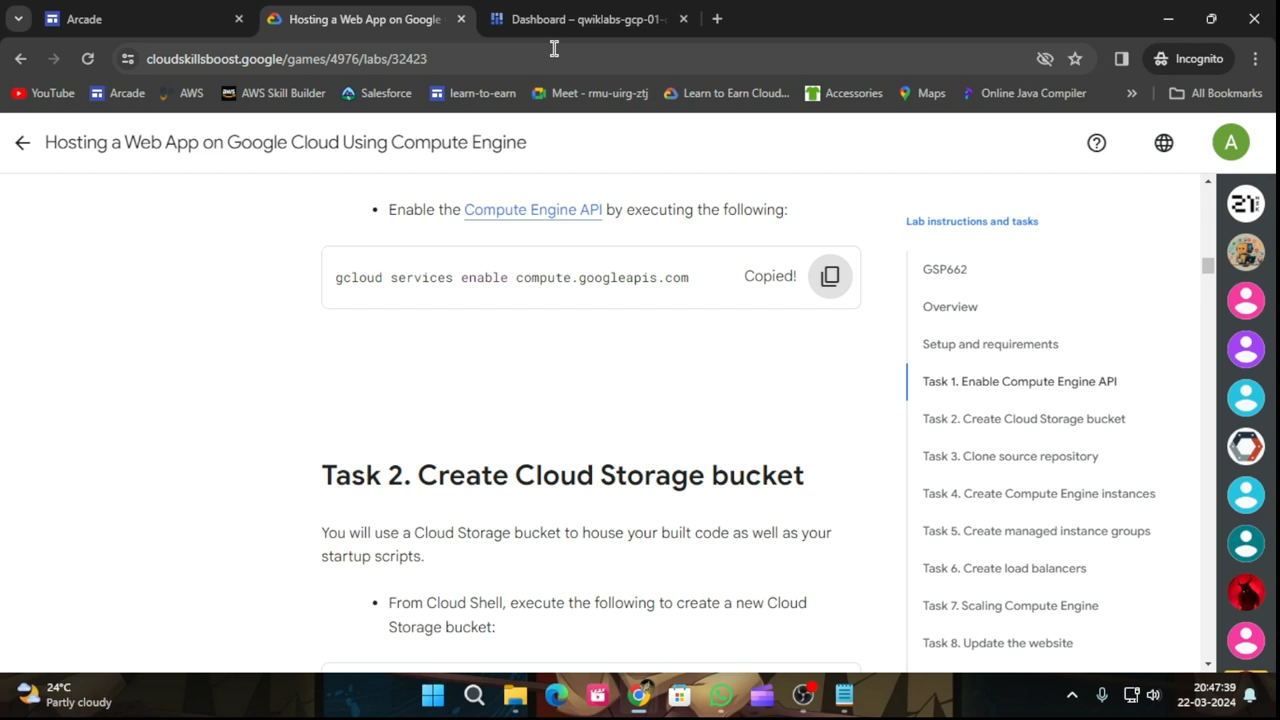 Arcade
Hosting a Web App on Google
Dashboard – qwiklabs-gcp-01-
cloudskillsboost.google/games/4976/labs/32423
Incognito
YouTube
Arcade
AWS
AWS Skill Builder
Salesforce
learn-to-earn
Meet - rmu-uirg-ztj
Learn to Earn Cloud...
Accessories
Maps
Online Java Compiler
»
All Bookmarks
Hosting a Web App on Google Cloud Using Compute Engine
A
• Enable the Compute Engine API by executing the following:
gcloud services enable compute.googleapis.com
Copied!
Task 2. Create Cloud Storage bucket
You will use a Cloud Storage bucket to house your built code as well as your
startup scripts.
• From Cloud Shell, execute the following to create a new Cloud
Storage bucket:
Lab instructions and tasks
GSP662
Overview
Setup and requirements
Task 1. Enable Compute Engine API
Task 2. Create Cloud Storage bucket
Task 3. Clone source repository
Task 4. Create Compute Engine instances
Task 5. Create managed instance groups
Task 6. Create load balancers
Task 7. Scaling Compute Engine
Task 8. Update the website
24°C
Partly cloudy
20:47:39
22-03-2024